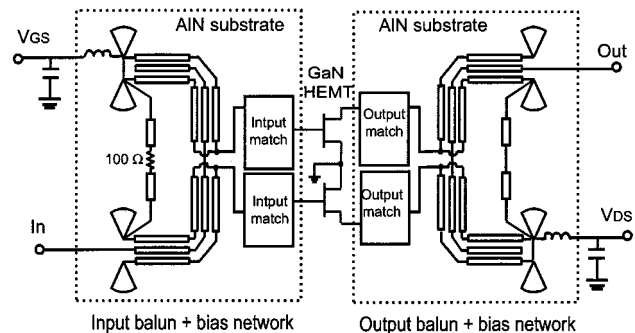 AlN substrate
AlN substrate
VGS
Out
GaN
HEMT
Intput
match
Output
match
100 Ω
Intput
match
Output
match
In
VDS
Input balun + bias network
Output balun + bias network